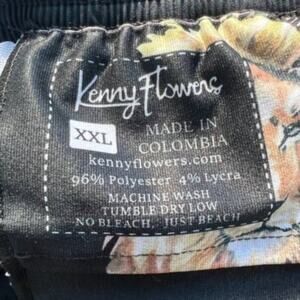 Kenny Flowers
XXL
MADE IN
COLOMBIA
kennyflowers.com
96% Polyester 4% Lycra
MACHINE WASH
TUMBLE DRY LOW
NO BLEACH, JUST BEACH